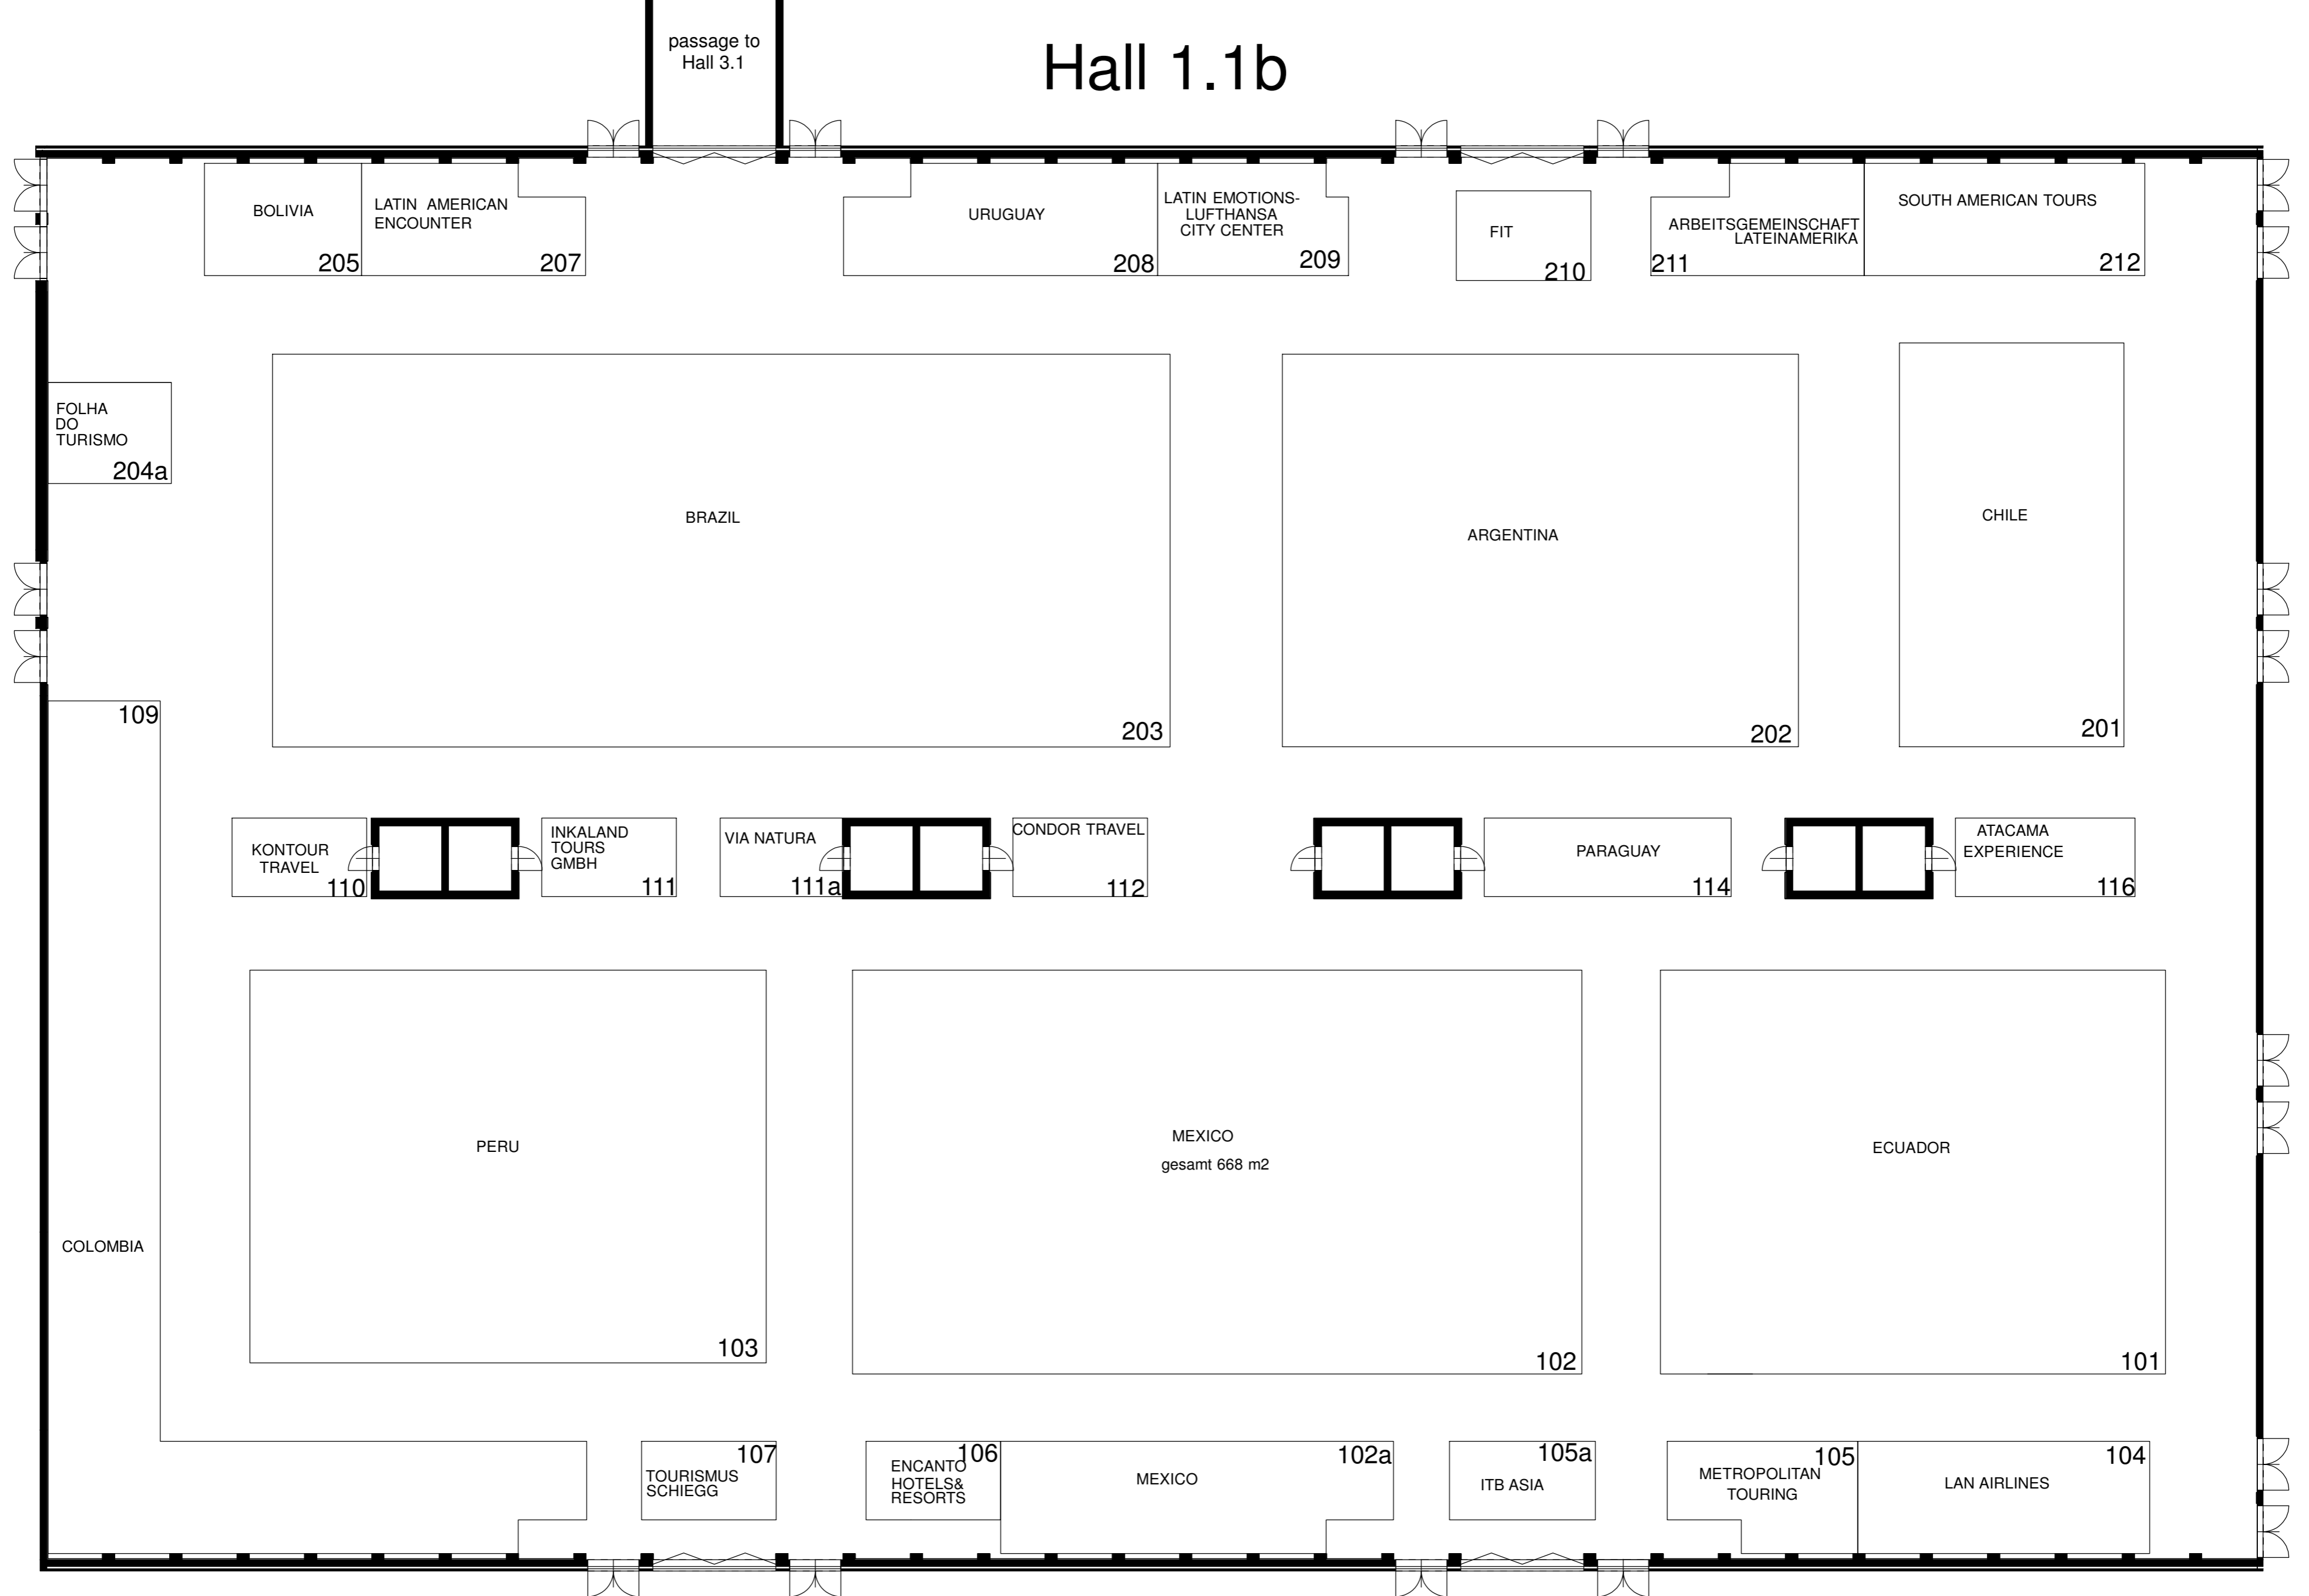 passage to
Hall 3.1
Hall 1.1b
BOLIVIA
205
LATIN AMERICAN
ENCOUNTER
207
URUGUAY
208
LATIN EMOTIONS-
LUFTHANSA
CITY CENTER
209
FIT
210
ARBEITSGEMEINSCHAFT
LATEINAMERIKA
211
SOUTH AMERICAN TOURS
212
FOLHA
DO
TURISMO
204a
BRAZIL
203
ARGENTINA
202
CHILE
201
109
COLOMBIA
KONTOUR
TRAVEL
110
INKALAND
TOURS
GMBH
111
VIA NATURA
111a
CONDOR TRAVEL
112
PARAGUAY
114
ATACAMA
EXPERIENCE
116
PERU
103
MEXICO
gesamt 668 m2
102
ECUADOR
101
107
TOURISMUS
SCHIEGG
106
ENCANTO
HOTELS&
RESORTS
102a
MEXICO
105a
ITB ASIA
105
METROPOLITAN
TOURING
104
LAN AIRLINES